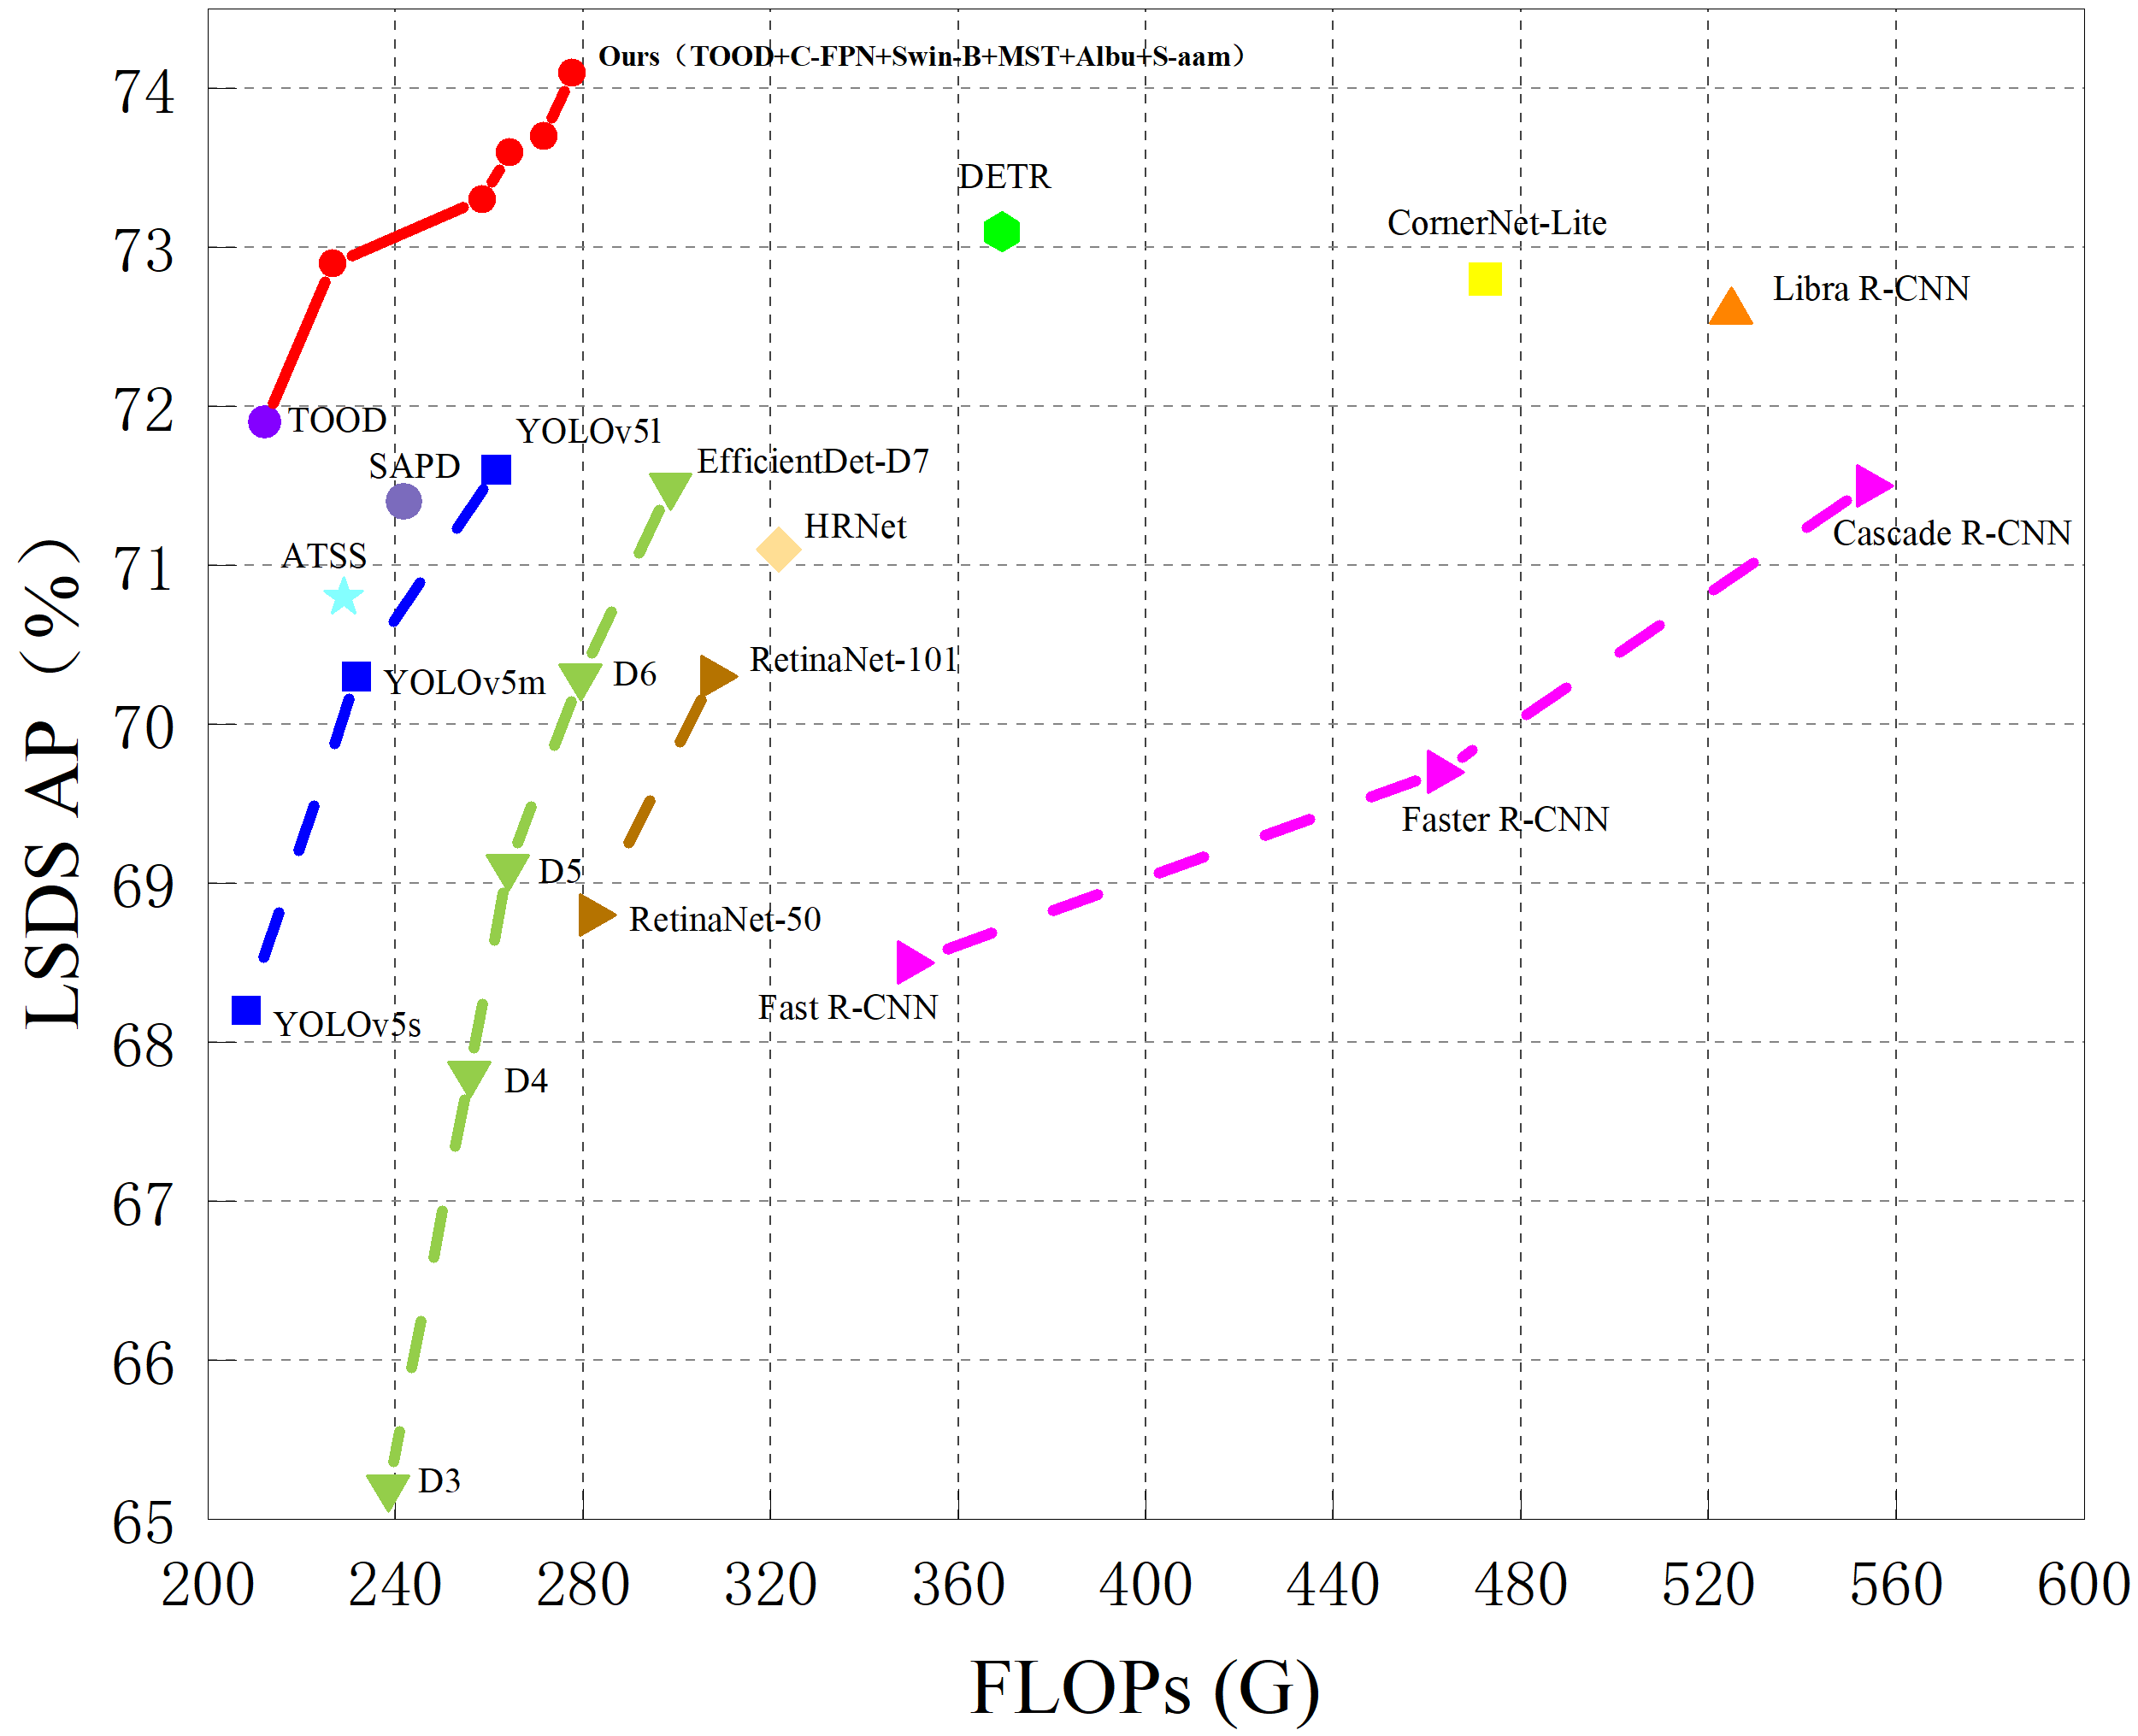 Ours（TOOD+C-FPN+Swin-B+MST+Albu+S-aam）
74
DETR
CornerNet-Lite
73
Libra R-CNN
72
TOOD
YOLOv5l
SAPD
EfficientDet-D7
HRNet
Cascade R-CNN
ATSS
71
RetinaNet-101
D6
YOLOv5m
70
Faster R-CNN
D5
69
RetinaNet-50
Fast R-CNN
YOLOv5s
68
D4
67
66
D3
65
LSDS AP（%）
200 240 280 320 360 400 440 480 520 560 600
FLOPs (G)